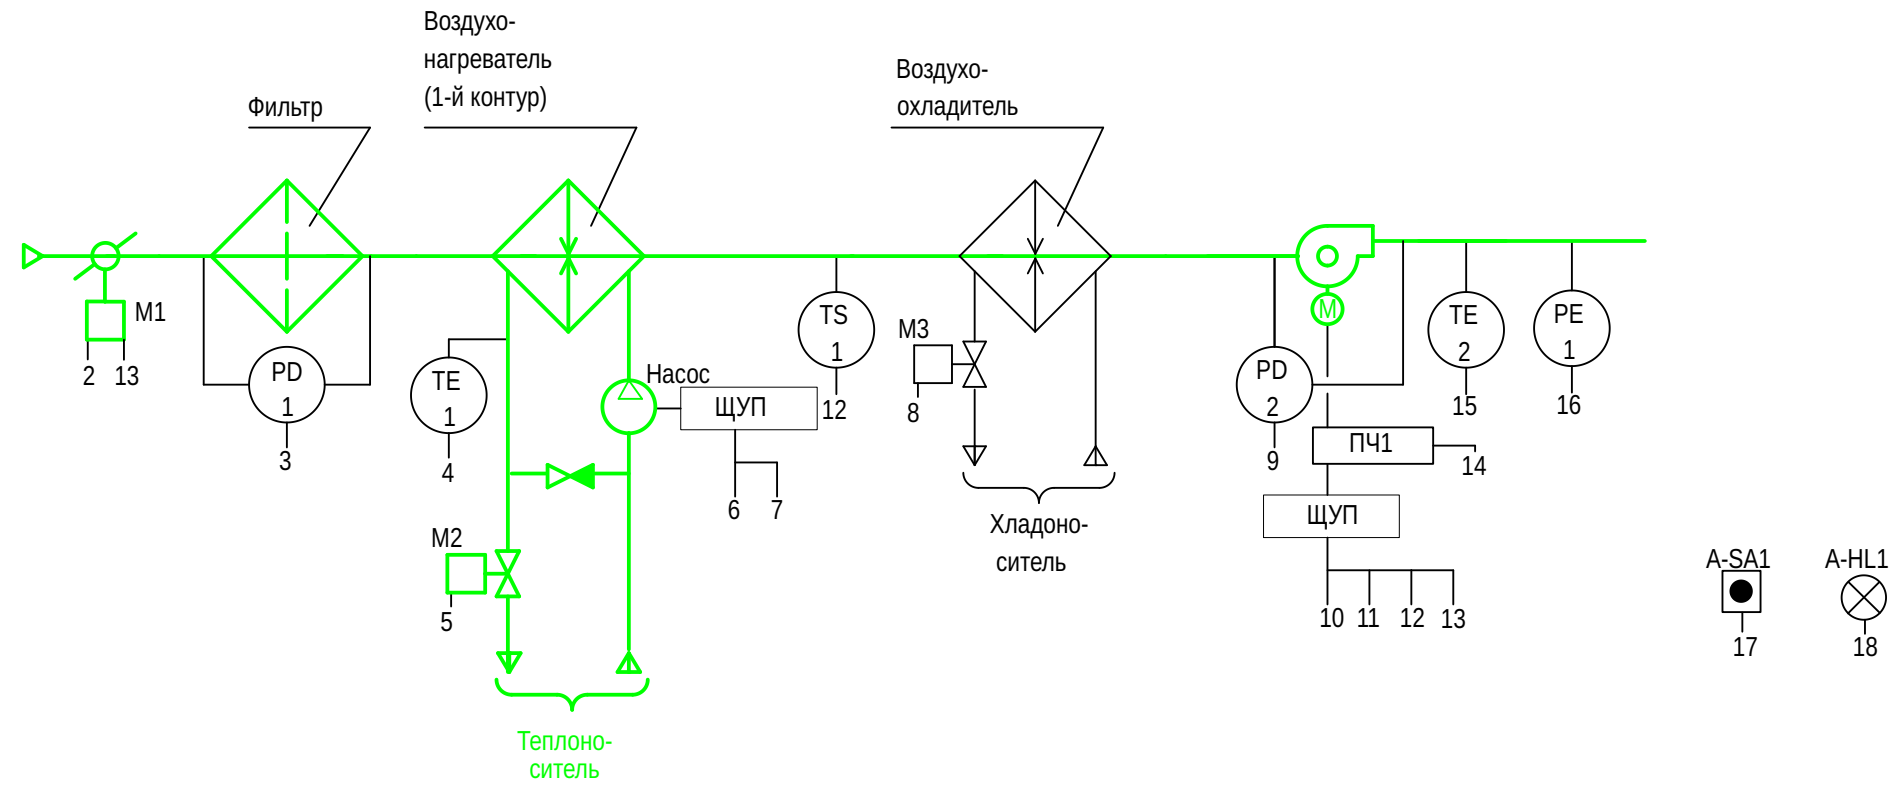 Воздухо-
нагреватель
(1-й контур)
Воздухо-
охладитель
Фильтр
M1
2 13
PD
1
3
TE
1
4
Насос
ЩУП
6 7
M2
5
Теплоно-
ситель
TS
1
12
M3
8
Хладоно-
ситель
PD
2
9
M
ПЧ1
14
ЩУП
10 11 12 13
TE
2
15
PE
1
16
A-SA1
17
A-HL1
18